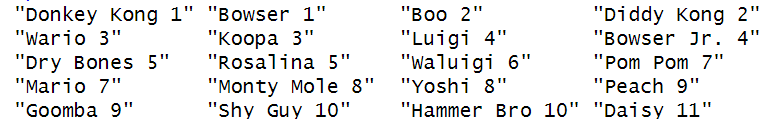 "Donkey Kong 1" "Bowser 1" "Boo 2" "Diddy Kong 2"
"Wario 3" "Koopa 3" "Luigi 4" "Bowser Jr. 4"
"Dry Bones 5" "Rosalina 5" "Waluigi 6" "Pom Pom 7"
"Mario 7" "Monty Mole 8" "Yoshi 8" "Peach 9"
"Goomba 9" "Shy Guy 10" "Hammer Bro 10" "Daisy 11"